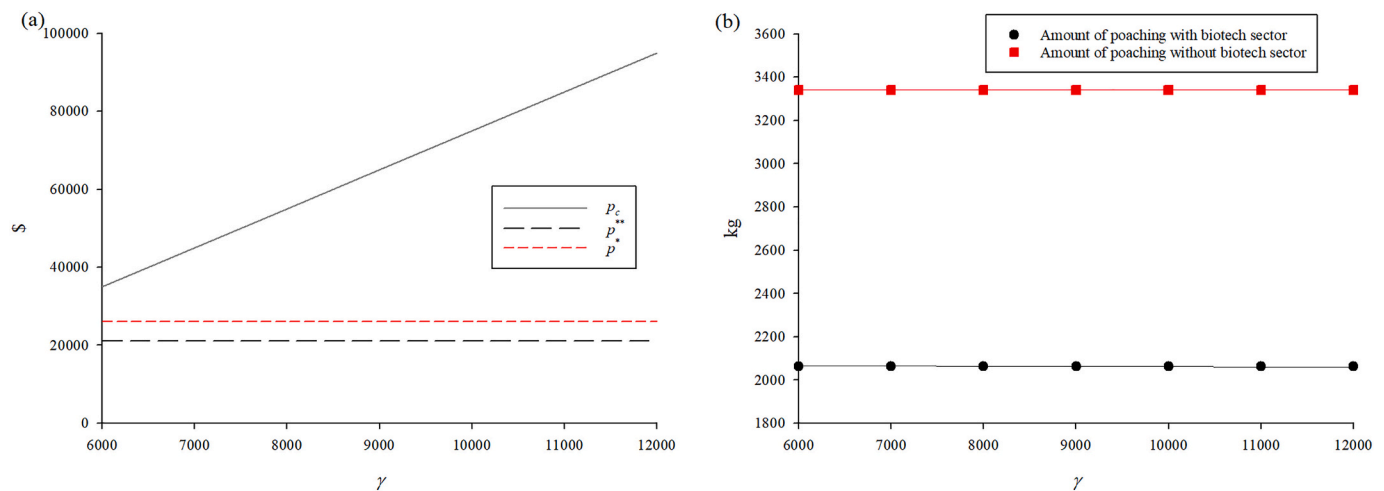 (a)
100000
80000
60000
$
40000
20000
0
6000 7000 8000 9000 10000 11000 12000
γ
p_c
p**
p*
(b)
Amount of poaching with biotech sector
Amount of poaching without biotech sector
3600
3400
3200
3000
2800
kg
2600
2400
2200
2000
1800
6000 7000 8000 9000 10000 11000 12000
γ